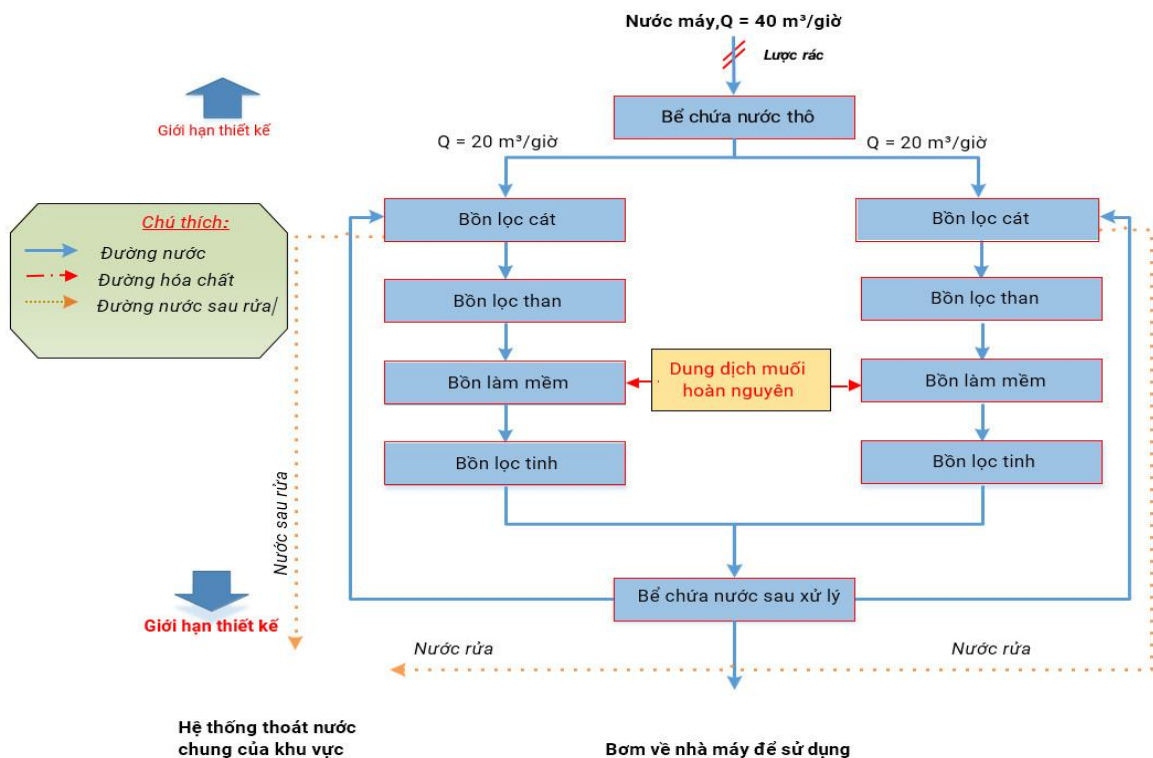 Nước máy,Q = 40 m³/giờ
Lược rác
Giới hạn thiết kế
Bể chứa nước thô
Q = 20 m³/giờ
Q = 20 m³/giờ
Chú thích:
Đường nước
Đường hóa chất
Đường nước sau rửa/
Bồn lọc cát
Bồn lọc cát
Bồn lọc than
Bồn lọc than
Bồn làm mềm
Dung dịch muối
hoàn nguyên
Bồn làm mềm
Bồn lọc tinh
Bồn lọc tinh
Nước sau rửa
Bể chứa nước sau xử lý
Giới hạn thiết kế
Nước rửa
Nước rửa
Hệ thống thoát nước
chung của khu vực
Bơm về nhà máy để sử dụng